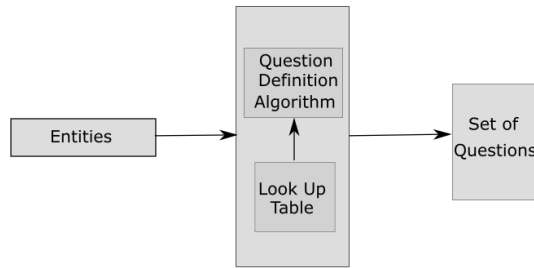 Entities
Question
Definition
Algorithm
Look Up
Table
Set of
Questions